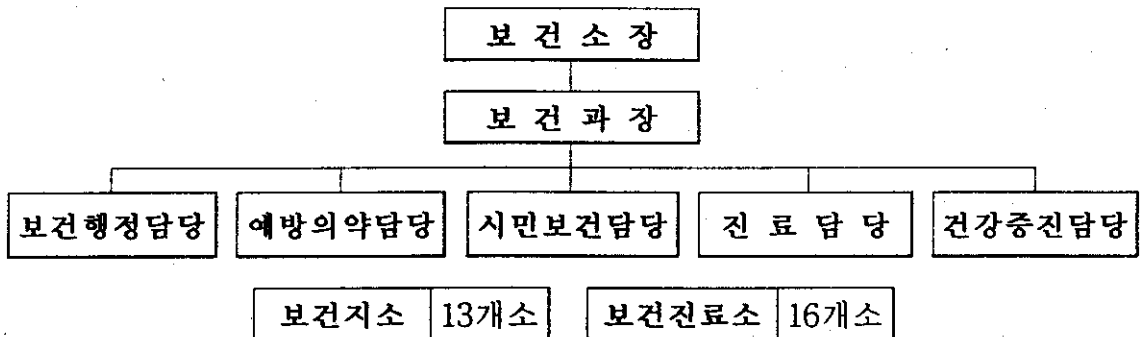 보 건 소 장
보 건 과 장
보건행정담당 예방의약담당 시민보건담당 진 료 담 당 건강증진담당
보건지소 13개소 보건진료소 16개소